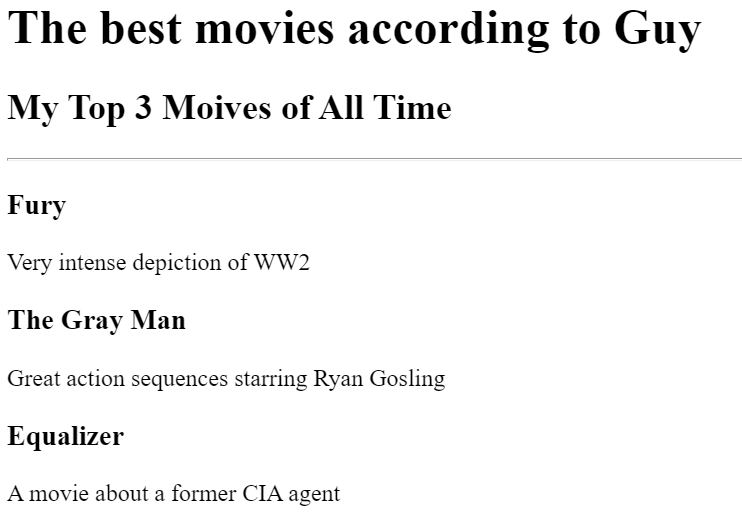 The best movies according to Guy
My Top 3 Moives of All Time
Fury
Very intense depiction of WW2
The Gray Man
Great action sequences starring Ryan Gosling
Equalizer
A movie about a former CIA agent